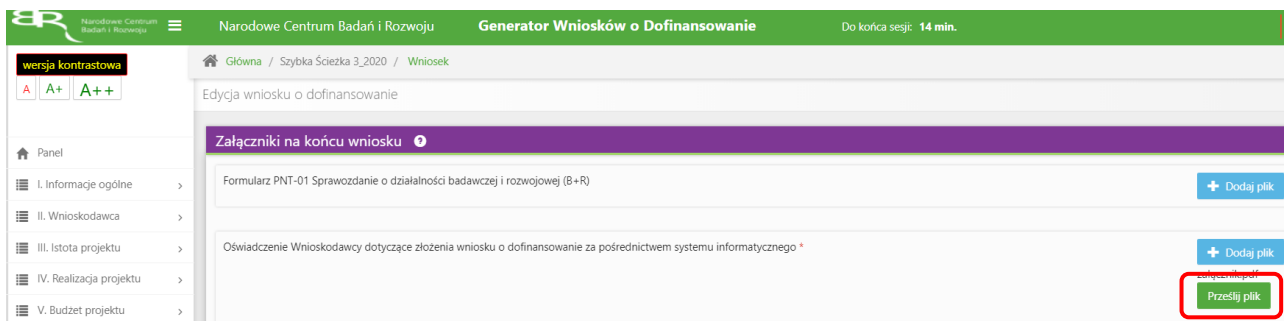 Narodowe Centrum
Badań i Rozwoju
Narodowe Centrum Badań i Rozwoju Generator Wniosków o Dofinansowanie Do końca sesji: 14 min.
wersja kontrastowa
A A+ A++
Główna / Szybka Ścieżka 3_2020 / Wniosek
Edycja wniosku o dofinansowanie
Załączniki na końcu wniosku ?
Panel
I. Informacje ogólne
II. Wnioskodawca
III. Istota projektu
IV. Realizacja projektu
V. Budżet projektu
Formularz PNT-01 Sprawozdanie o działalności badawczej i rozwojowej (B+R)
+ Dodaj plik
Oświadczenie Wnioskodawcy dotyczące złożenia wniosku o dofinansowanie za pośrednictwem systemu informatycznego *
+ Dodaj plik
załącznik.pdf
Prześlij plik